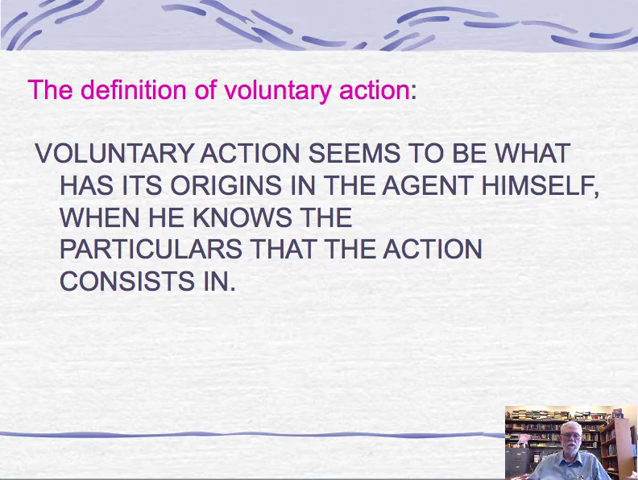 The definition of voluntary action:
VOLUNTARY ACTION SEEMS TO BE WHAT
HAS ITS ORIGINS IN THE AGENT HIMSELF,
WHEN HE KNOWS THE
PARTICULARS THAT THE ACTION
CONSISTS IN.